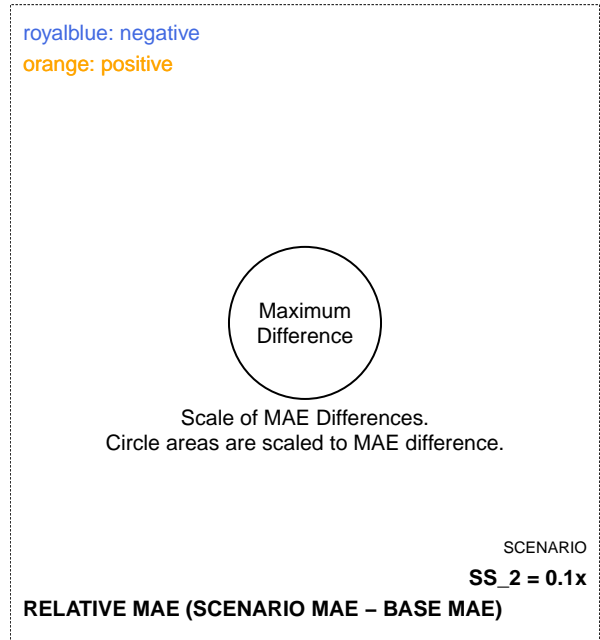 royalblue: negative
orange: positive
Maximum
Difference
Scale of MAE Differences.
Circle areas are scaled to MAE difference.
SCENARIO
SS_2 = 0.1x
RELATIVE MAE (SCENARIO MAE − BASE MAE)